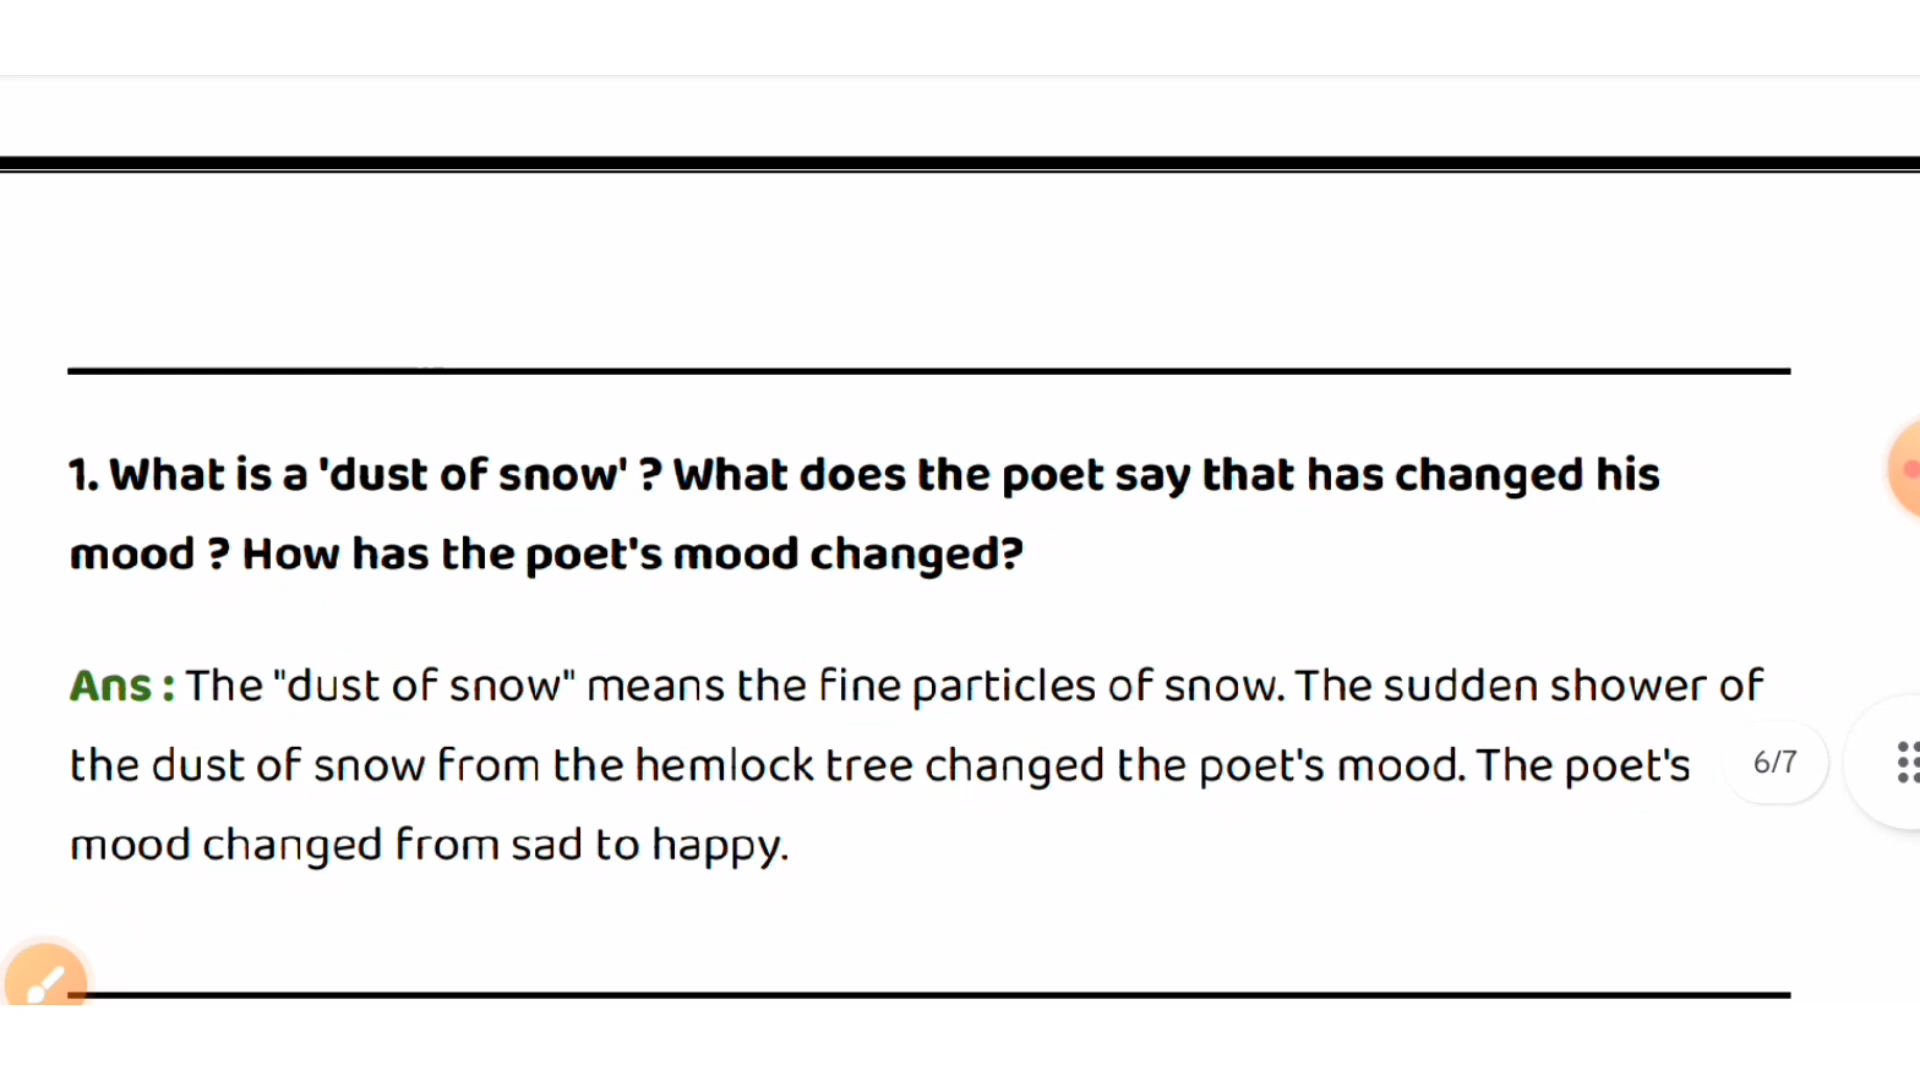 1. What is a 'dust of snow' ? What does the poet say that has changed his
mood ? How has the poet's mood changed?
Ans : The "dust of snow" means the fine particles of snow. The sudden shower of
the dust of snow from the hemlock tree changed the poet's mood. The poet's
6/7
mood changed from sad to happy.